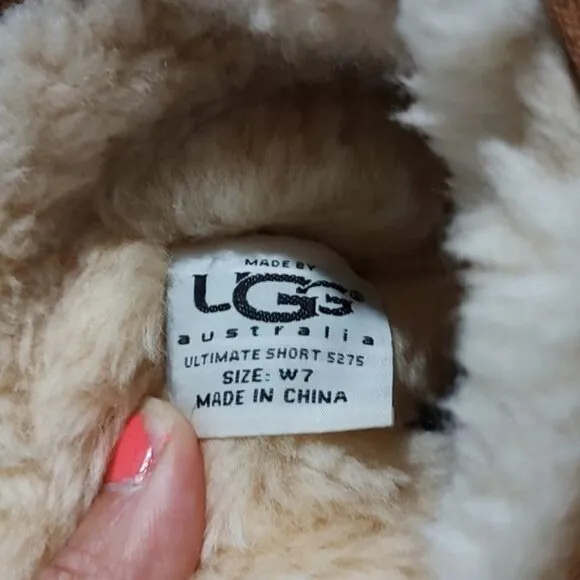 MADE BY
UGG®
australia
ULTIMATE SHORT 5275
SIZE: W7
MADE IN CHINA